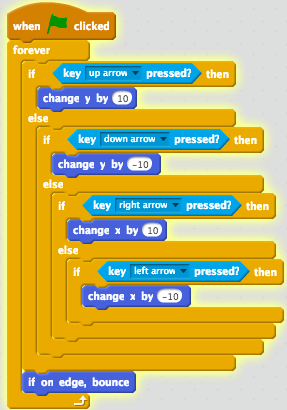 when clicked
forever
if key up arrow pressed? then
change y by 10
else
if key down arrow pressed? then
change y by -10
else
if key right arrow pressed? then
change x by 10
else
if key left arrow pressed? then
change x by -10
if on edge, bounce